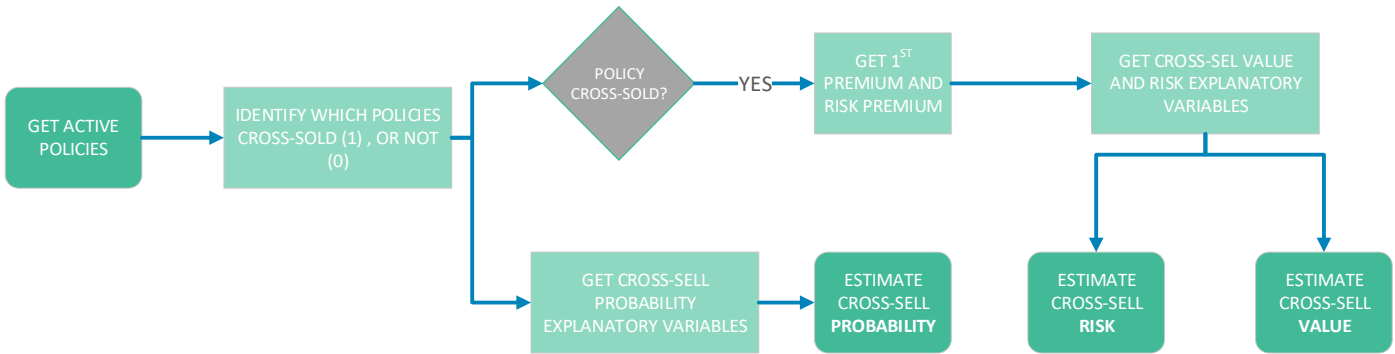 GET ACTIVE
POLICIES
IDENTIFY WHICH POLICIES
CROSS-SOLD (1) , OR NOT
(0)
POLICY
CROSS-SOLD?
YES
GET 1ST
PREMIUM AND
RISK PREMIUM
GET CROSS-SEL VALUE
AND RISK EXPLANATORY
VARIABLES
GET CROSS-SELL
PROBABILITY
EXPLANATORY VARIABLES
ESTIMATE
CROSS-SELL
PROBABILITY
ESTIMATE
CROSS-SELL
RISK
ESTIMATE
CROSS-SELL
VALUE